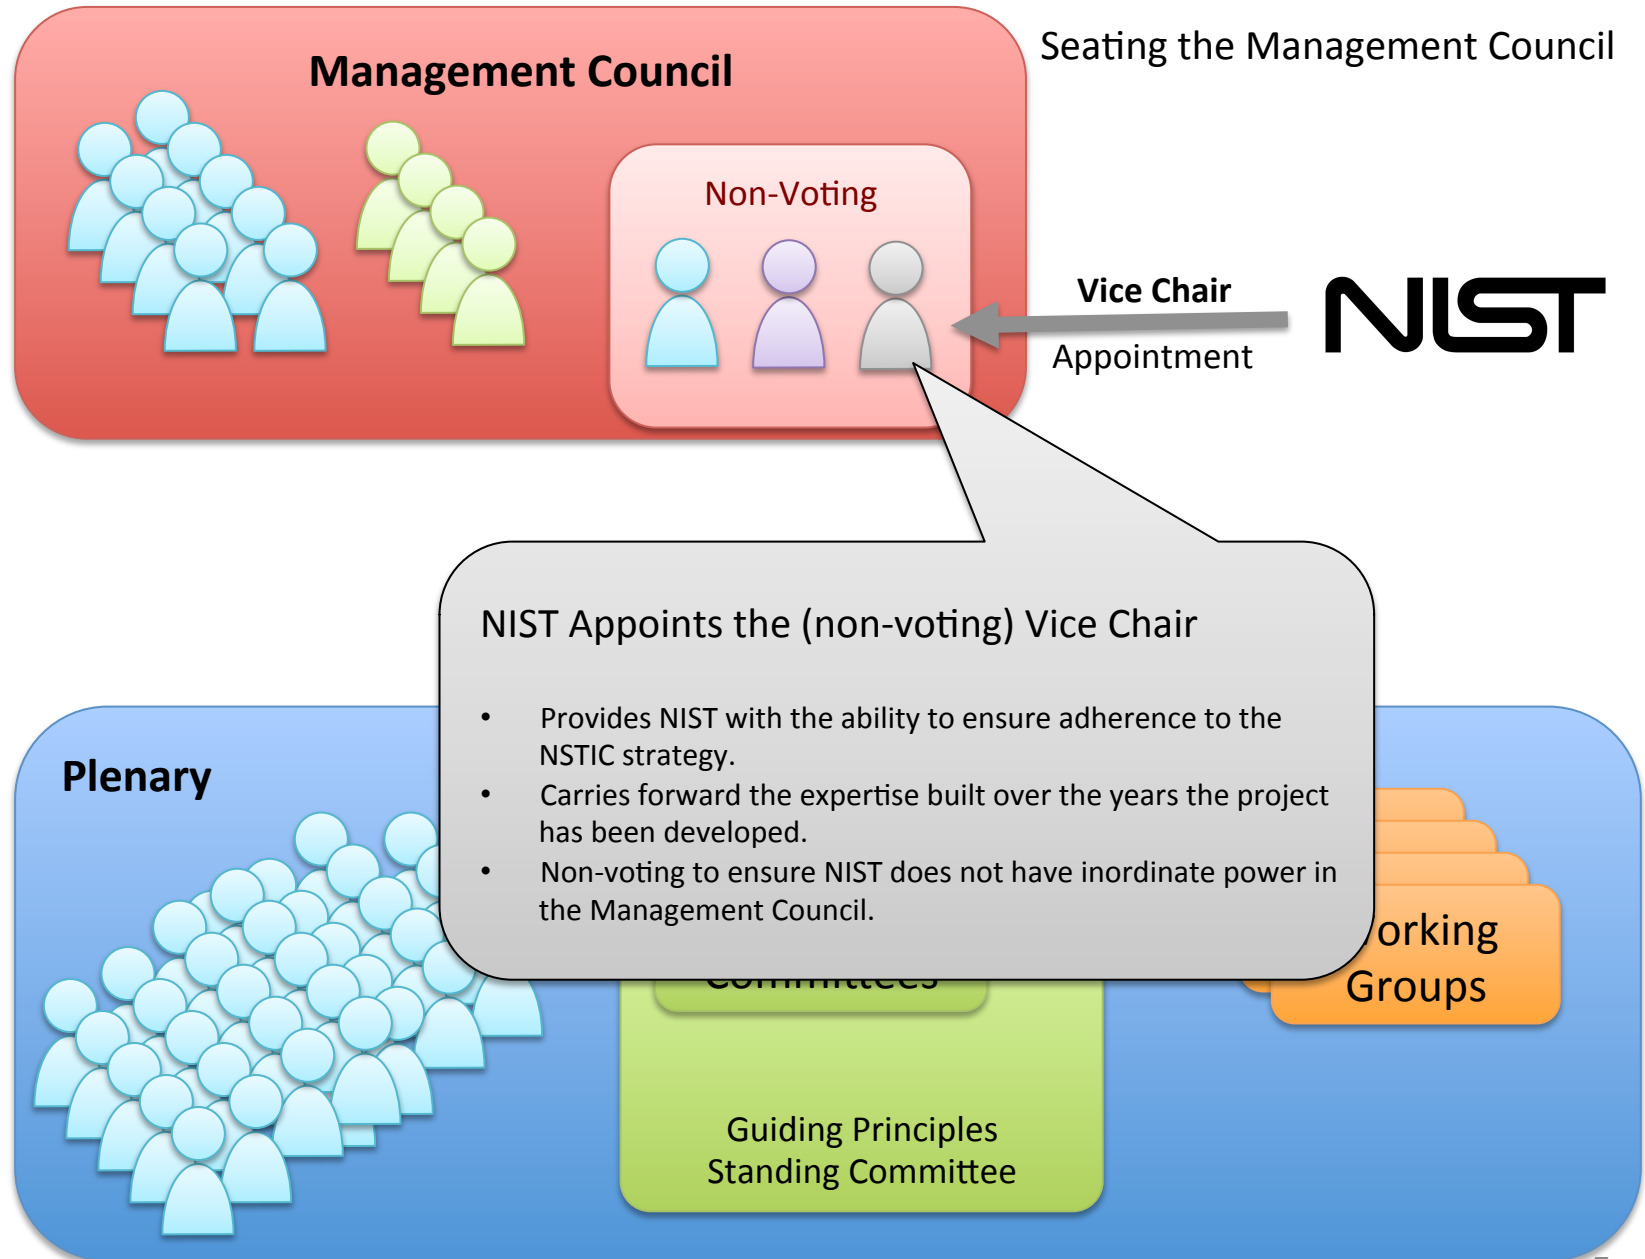 Seating the Management Council
Management Council
Non-Voting
Vice Chair
Appointment
NIST
NIST Appoints the (non-voting) Vice Chair
• Provides NIST with the ability to ensure adherence to the
NSTIC strategy.
• Carries forward the expertise built over the years the project
has been developed.
• Non-voting to ensure NIST does not have inordinate power in
the Management Council.
Plenary
Committees
orking
Groups
Guiding Principles
Standing Committee